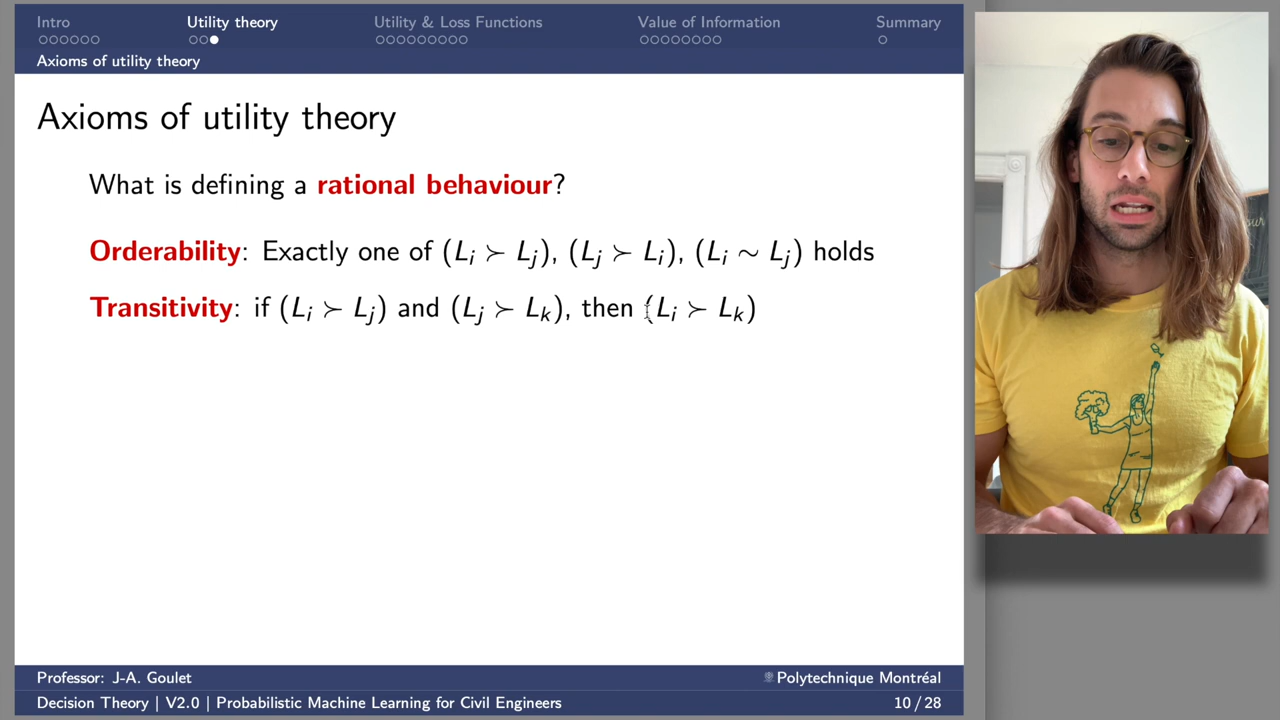 Intro
Utility theory
Utility & Loss Functions
Value of Information
Summary
Axioms of utility theory
Axioms of utility theory
What is defining a rational behaviour?
Orderability: Exactly one of (Lᵢ ≻ Lⱼ), (Lⱼ ≻ Lᵢ), (Lᵢ ∼ Lⱼ) holds
Transitivity: if (Lᵢ ≻ Lⱼ) and (Lⱼ ≻ Lₖ), then (Lᵢ ≻ Lₖ)
Professor: J-A. Goulet
Polytechnique Montréal
Decision Theory | V2.0 | Probabilistic Machine Learning for Civil Engineers
10 / 28